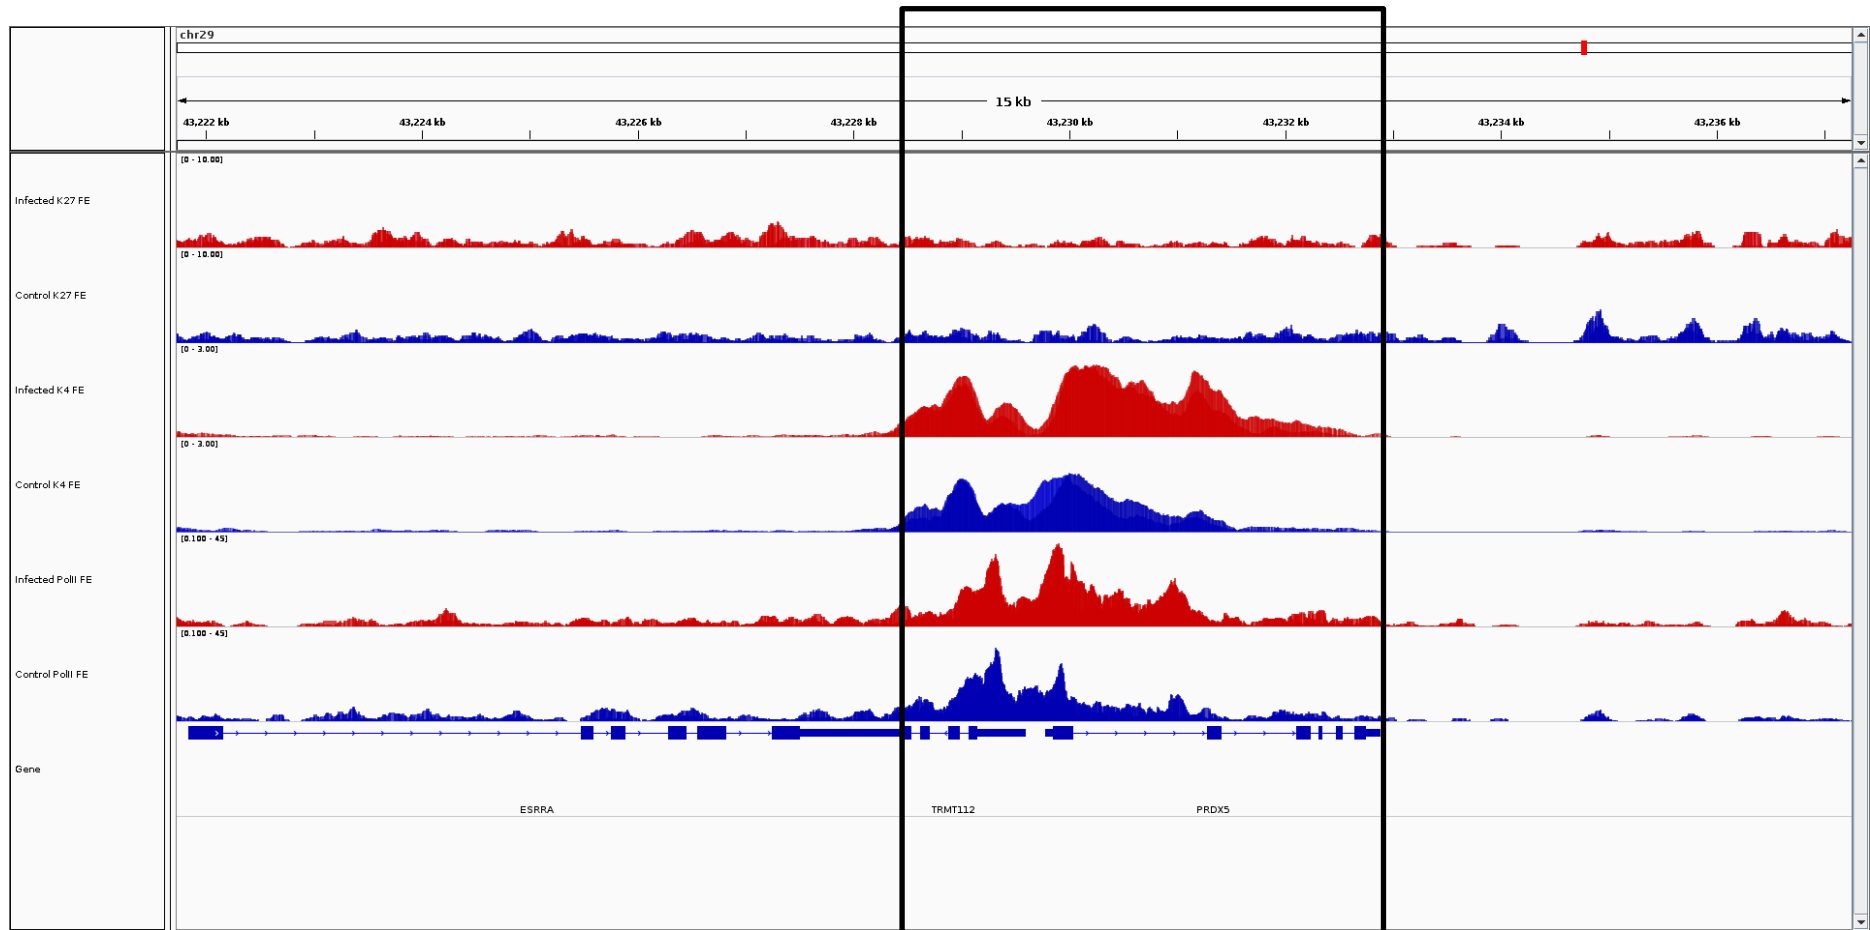 chr29
15 kb
43,222 kb 43,224 kb 43,226 kb 43,228 kb 43,230 kb 43,232 kb 43,234 kb 43,236 kb
[0 - 10.00]
Infected K27 FE
[0 - 10.00]
Control K27 FE
[0 - 3.00]
Infected K4 FE
[0 - 3.00]
Control K4 FE
[0.100 - 45]
Infected PolII FE
[0.100 - 45]
Control PolII FE
Gene
ESRRA TRMT112 PRDX5